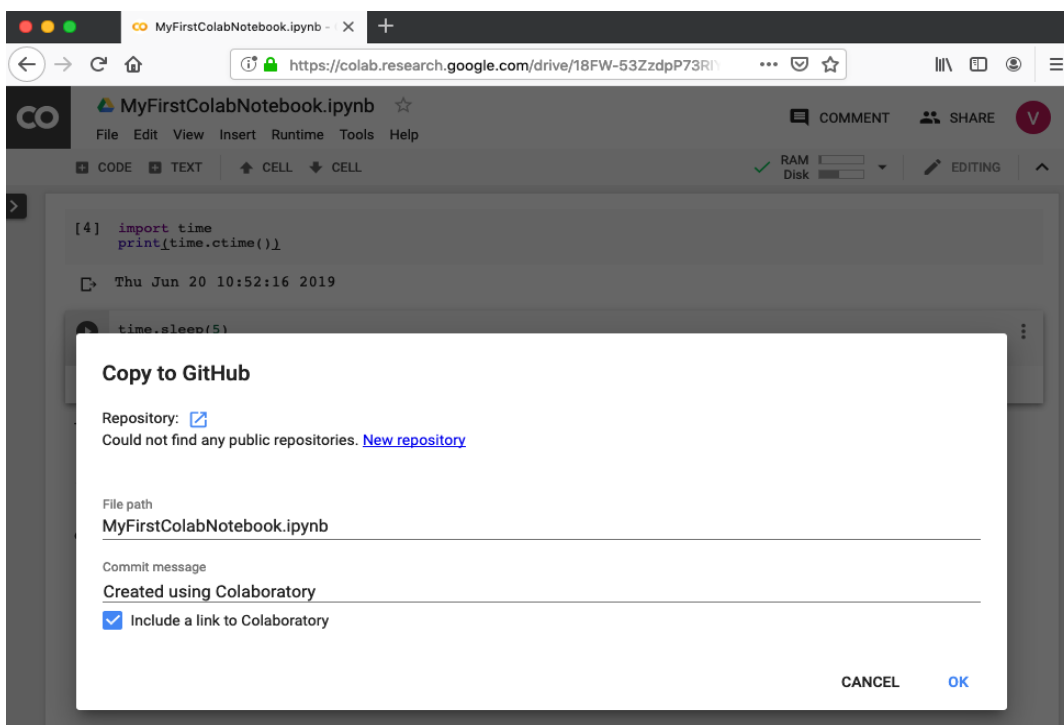 MyFirstColabNotebook.ipynb -
https://colab.research.google.com/drive/18FW-53ZzdpP73RI
CO
MyFirstColabNotebook.ipynb
COMMENT
SHARE
V
File Edit View Insert Runtime Tools Help
CODE TEXT CELL CELL
RAM
Disk
EDITING
[4] import time
print(time.ctime())
Thu Jun 20 10:52:16 2019
time.sleep(5)
Copy to GitHub
Repository:
Could not find any public repositories. New repository
File path
MyFirstColabNotebook.ipynb
Commit message
Created using Colaboratory
Include a link to Colaboratory
CANCEL OK